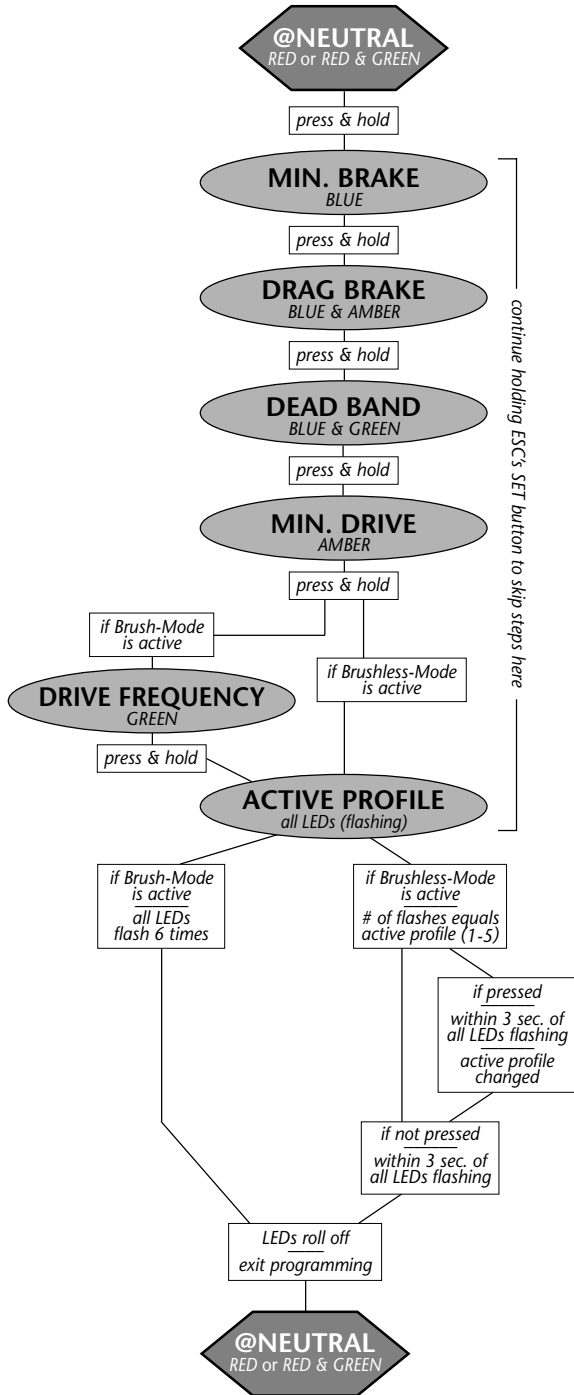 @NEUTRAL
RED or RED & GREEN
press & hold
MIN. BRAKE
BLUE
press & hold
DRAG BRAKE
BLUE & AMBER
press & hold
DEAD BAND
BLUE & GREEN
press & hold
MIN. DRIVE
AMBER
press & hold
continue holding ESC's SET button to skip steps here
if Brush-Mode
is active
DRIVE FREQUENCY
GREEN
press & hold
if Brushless-Mode
is active
ACTIVE PROFILE
all LEDs (flashing)
if Brush-Mode
is active
all LEDs
flash 6 times
if Brushless-Mode
is active
# of flashes equals
active profile (1-5)
if pressed
within 3 sec. of
all LEDs flashing
active profile
changed
if not pressed
within 3 sec. of
all LEDs flashing
LEDs roll off
exit programming
@NEUTRAL
RED or RED & GREEN